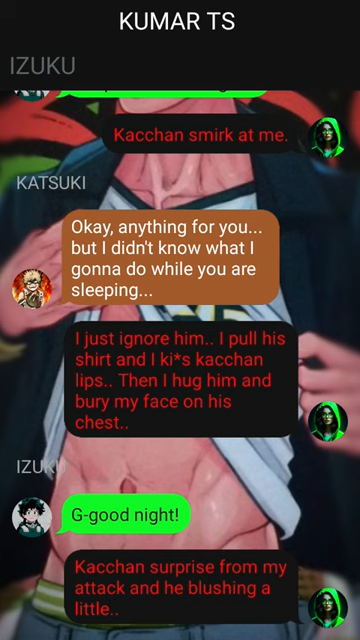 KUMAR TS
IZUKU
Kacchan smirk at me.
KATSUKI
Okay, anything for you...
but I didn't know what I
gonna do while you are
sleeping...
I just ignore him.. I pull his
shirt and I ki*s kacchan
lips.. Then I hug him and
bury my face on his
chest..
IZUKU
G-good night!
Kacchan surprise from my
attack and he blushing a
little..